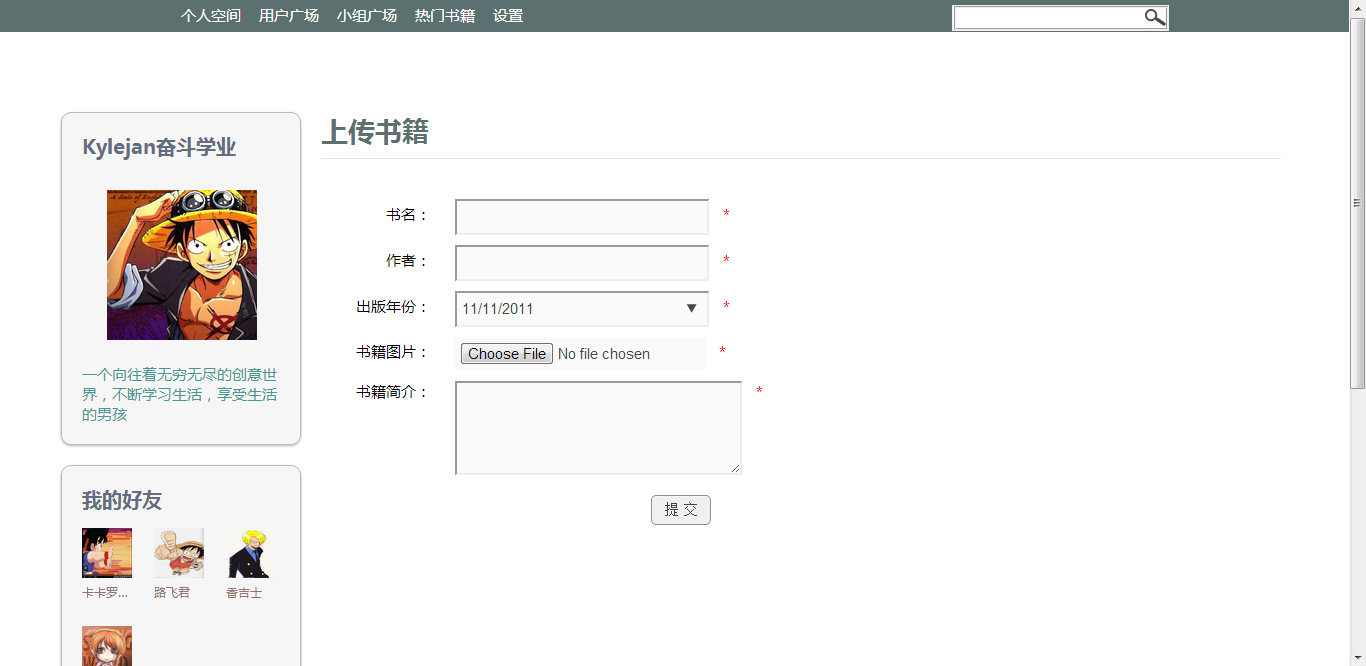 个人空间 用户广场 小组广场 热门书籍 设置
Kylejan奋斗学业
一个向往着无穷无尽的创意世
界，不断学习生活，享受生活
的男孩
我的好友
卡卡罗... 路飞君 香吉士
上传书籍
书名： *
作者： *
出版年份： 11/11/2011 ▼ *
书籍图片： Choose File No file chosen *
书籍简介： *
提 交